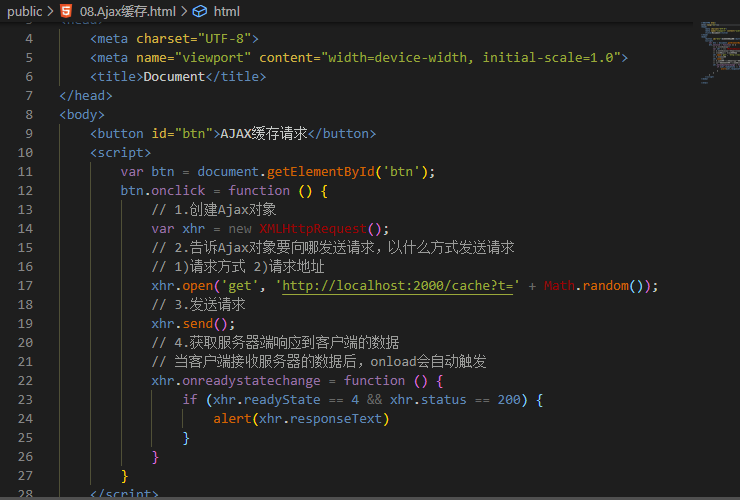 public > 08.Ajax缓存.html > html
4 <meta charset="UTF-8">
5 <meta name="viewport" content="width=device-width, initial-scale=1.0">
6 <title>Document</title>
7 </head>
8 <body>
9 <button id="btn">AJAX缓存请求</button>
10 <script>
11 var btn = document.getElementById('btn');
12 btn.onclick = function () {
13 // 1.创建Ajax对象
14 var xhr = new XMLHttpRequest();
15 // 2.告诉Ajax对象要向哪发送请求，以什么方式发送请求
16 // 1)请求方式 2)请求地址
17 xhr.open('get', 'http://localhost:2000/cache?t=' + Math.random());
18 // 3.发送请求
19 xhr.send();
20 // 4.获取服务器端响应到客户端的数据
21 // 当客户端接收服务器的数据后，onload会自动触发
22 xhr.onreadystatechange = function () {
23 if (xhr.readyState == 4 && xhr.status == 200) {
24 alert(xhr.responseText)
25 }
26 }
27 }
28 </script>